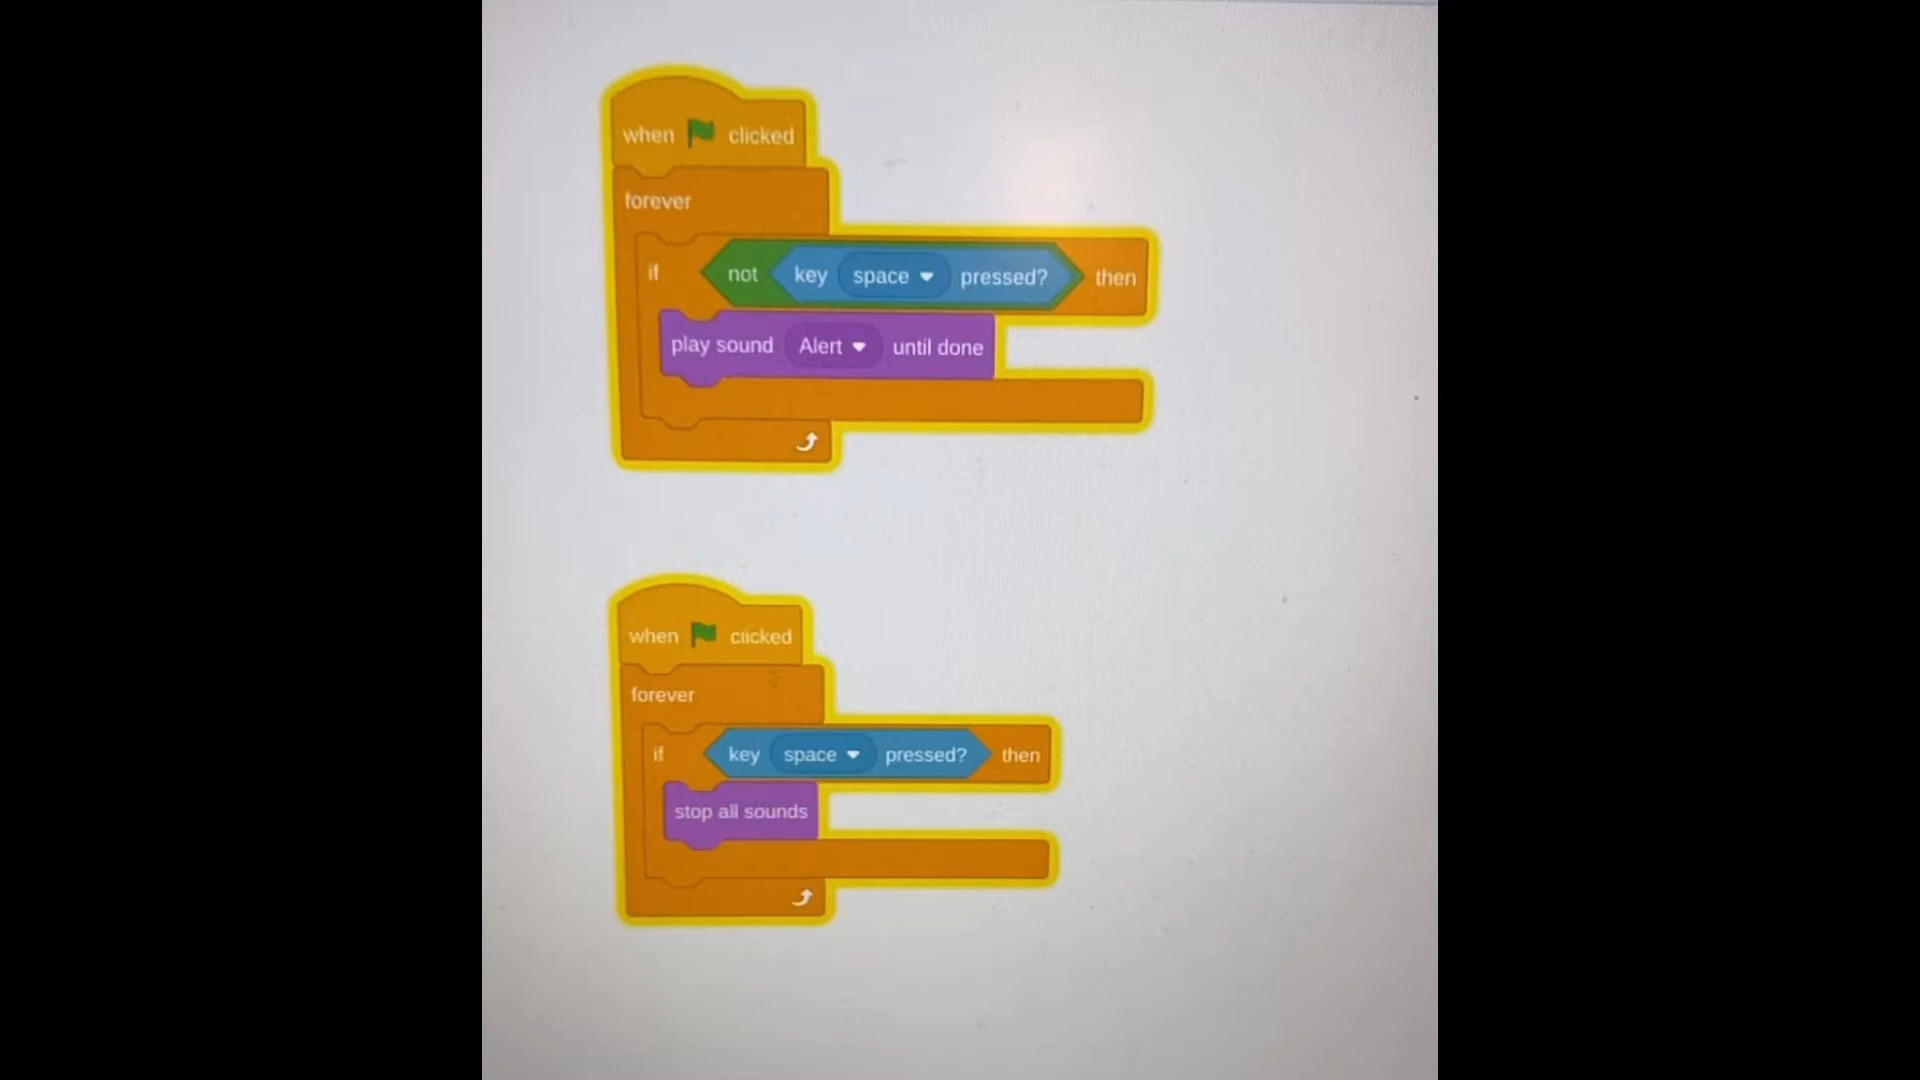 when clicked
forever
if not key space pressed? then
play sound Alert until done
when clicked
forever
if key space pressed? then
stop all sounds